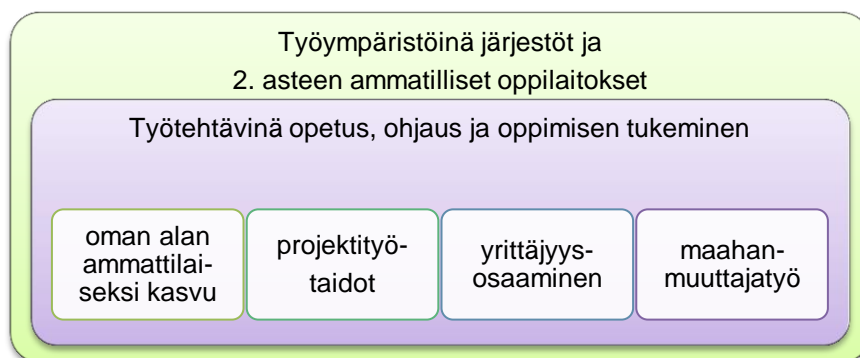 Työympäristöinä järjestöt ja
2. asteen ammatilliset oppilaitokset
Työtehtävinä opetus, ohjaus ja oppimisen tukeminen
oman alan
ammattilai-
seksi kasvu
projektityö-
taidot
yrittäjyys-
osaaminen
maahan-
muuttajatyö